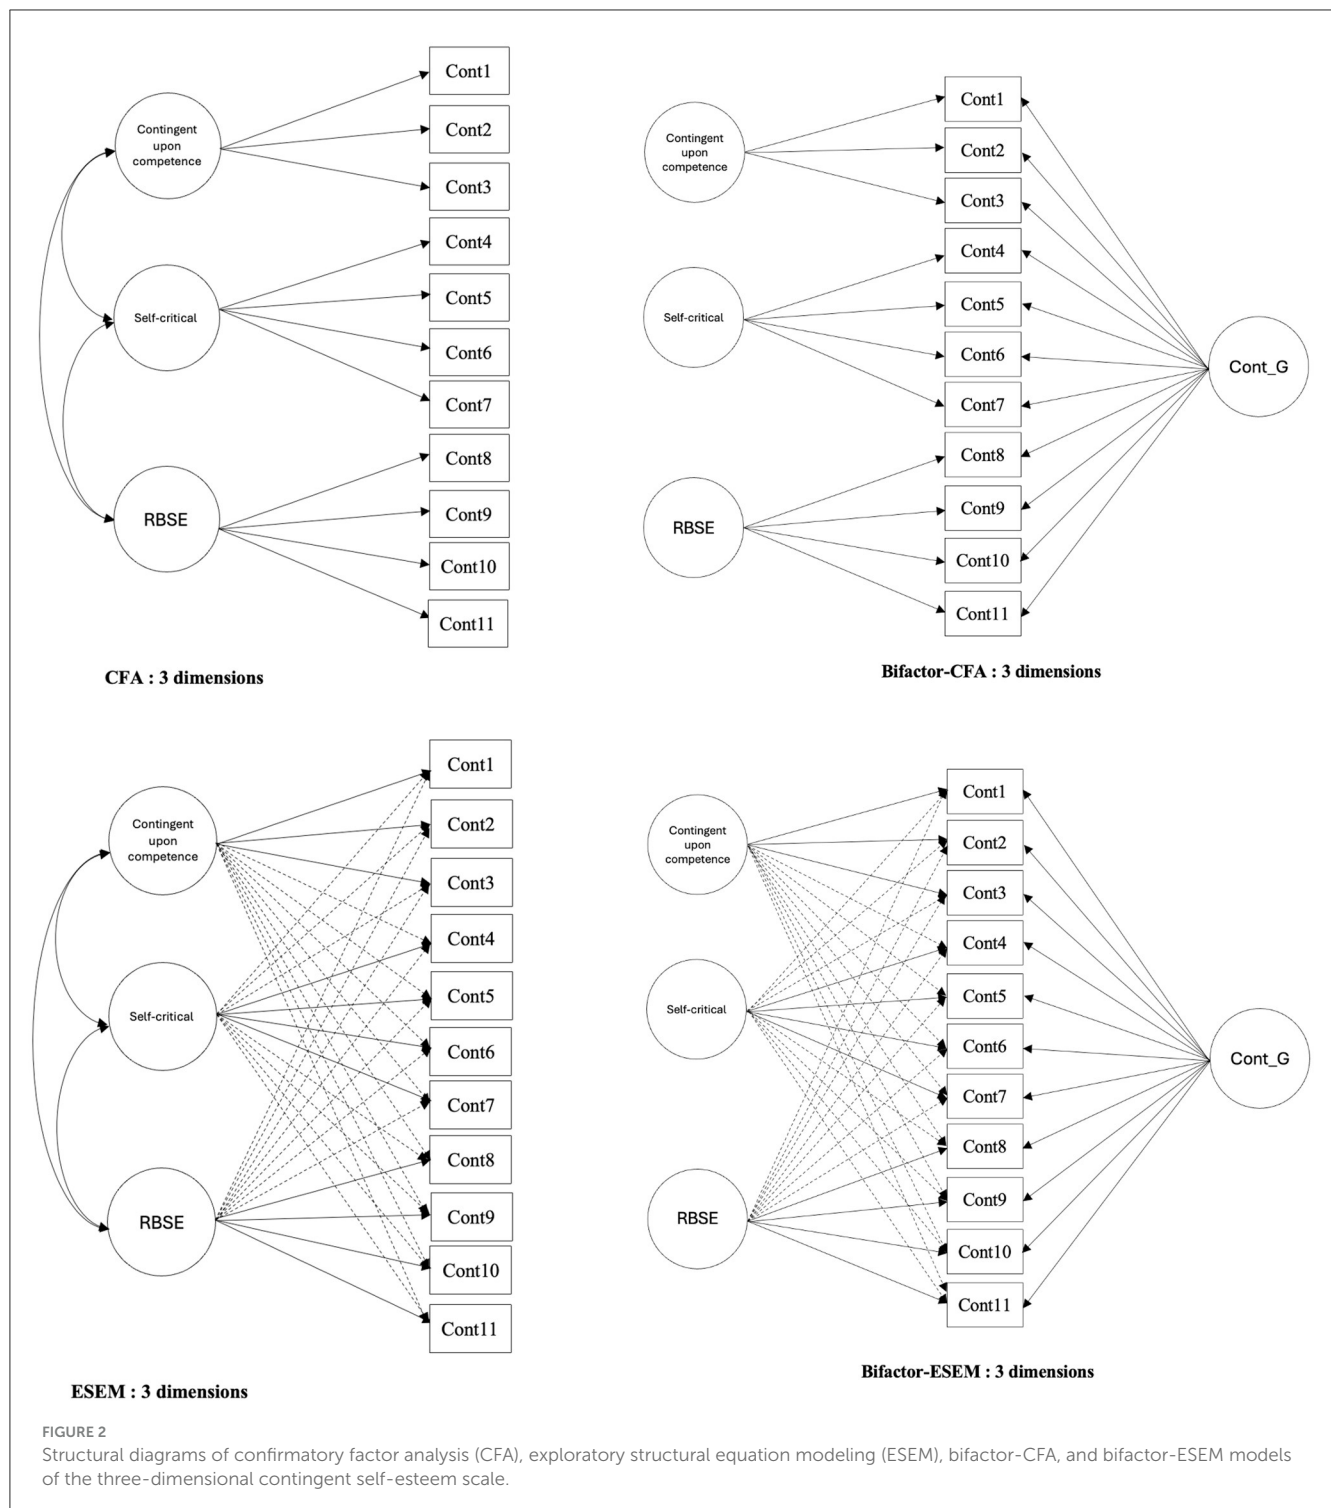 Contingent
upon
competence
Self-critical
RBSE
Cont1
Cont2
Cont3
Cont4
Cont5
Cont6
Cont7
Cont8
Cont9
Cont10
Cont11
CFA : 3 dimensions
Contingent
upon
competence
Self-critical
RBSE
Cont1
Cont2
Cont3
Cont4
Cont5
Cont6
Cont7
Cont8
Cont9
Cont10
Cont11
Cont_G
Bifactor-CFA : 3 dimensions
Contingent
upon
competence
Self-critical
RBSE
Cont1
Cont2
Cont3
Cont4
Cont5
Cont6
Cont7
Cont8
Cont9
Cont10
Cont11
ESEM : 3 dimensions
Contingent
upon
competence
Self-critical
RBSE
Cont1
Cont2
Cont3
Cont4
Cont5
Cont6
Cont7
Cont8
Cont9
Cont10
Cont11
Cont_G
Bifactor-ESEM : 3 dimensions
FIGURE 2
Structural diagrams of confirmatory factor analysis (CFA), exploratory structural equation modeling (ESEM), bifactor-CFA, and bifactor-ESEM models
of the three-dimensional contingent self-esteem scale.